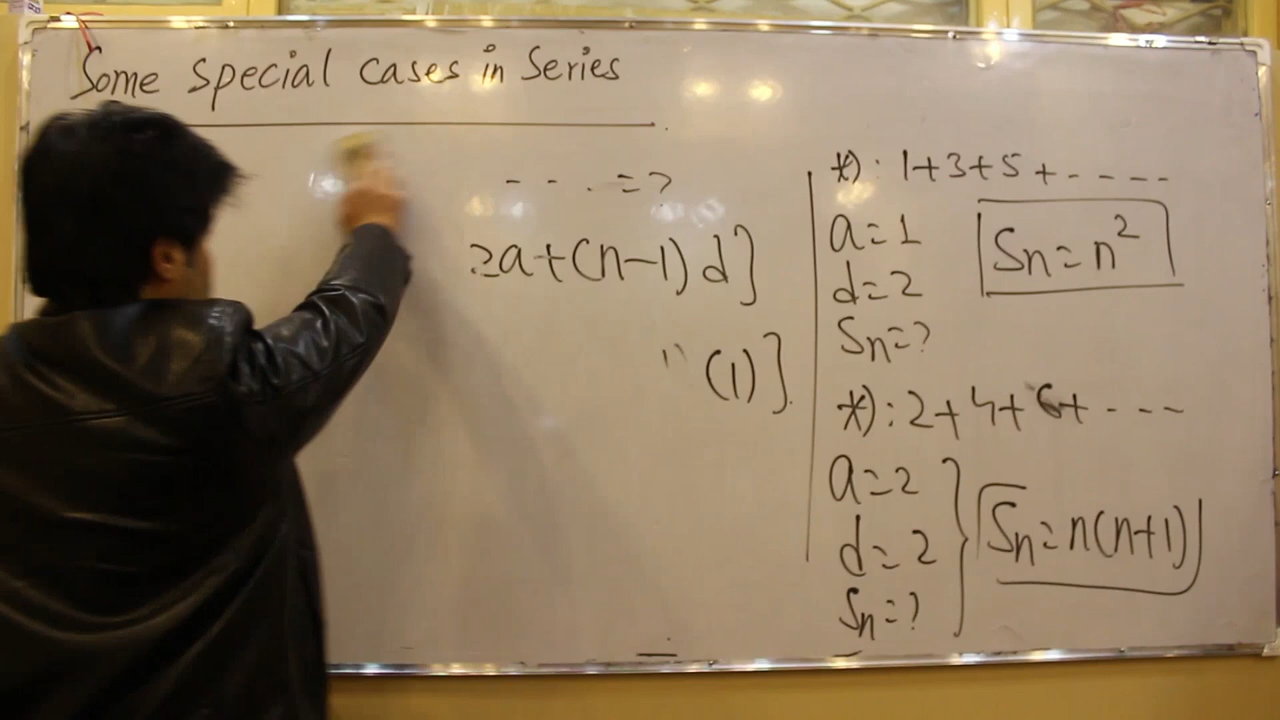 Some special cases in Series
- - - . = ?
2a+(n-1)d]
(1)].
*): 1+3+5+-----
a=1
d=2
Sn=n²
Sn=?
*): 2+4+6+----
a=2
d=2
Sn=n(n+1)
Sn=?